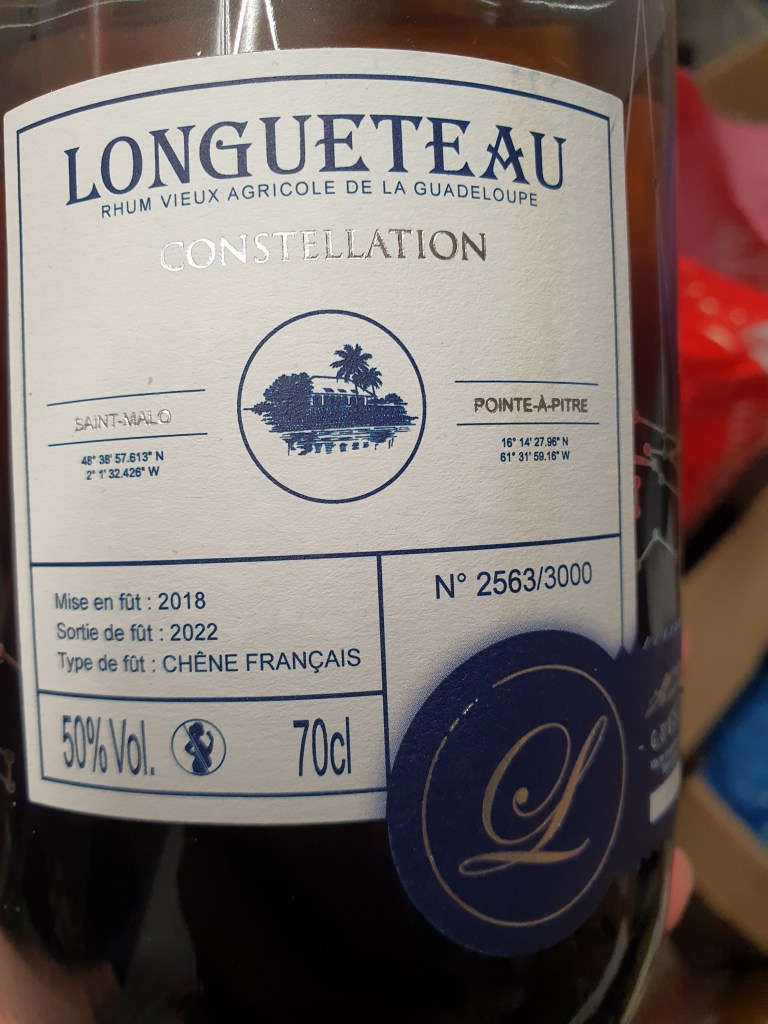 LONGUETEAU
RHUM VIEUX AGRICOLE DE LA GUADELOUPE
CONSTELLATION
SAINT-MALO
48° 38' 57.613" N
2° 1' 32.426" W
POINTE-À-PITRE
16° 14' 27.96" N
61° 31' 59.16" W
Mise en fût : 2018
Sortie de fût : 2022
Type de fût : CHÊNE FRANÇAIS
N° 2563/3000
50% Vol.
70cl
L